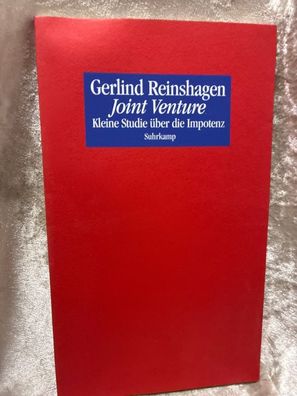 Gerlind Reinshagen
Joint Venture
Kleine Studie über die Impotenz
Suhrkamp